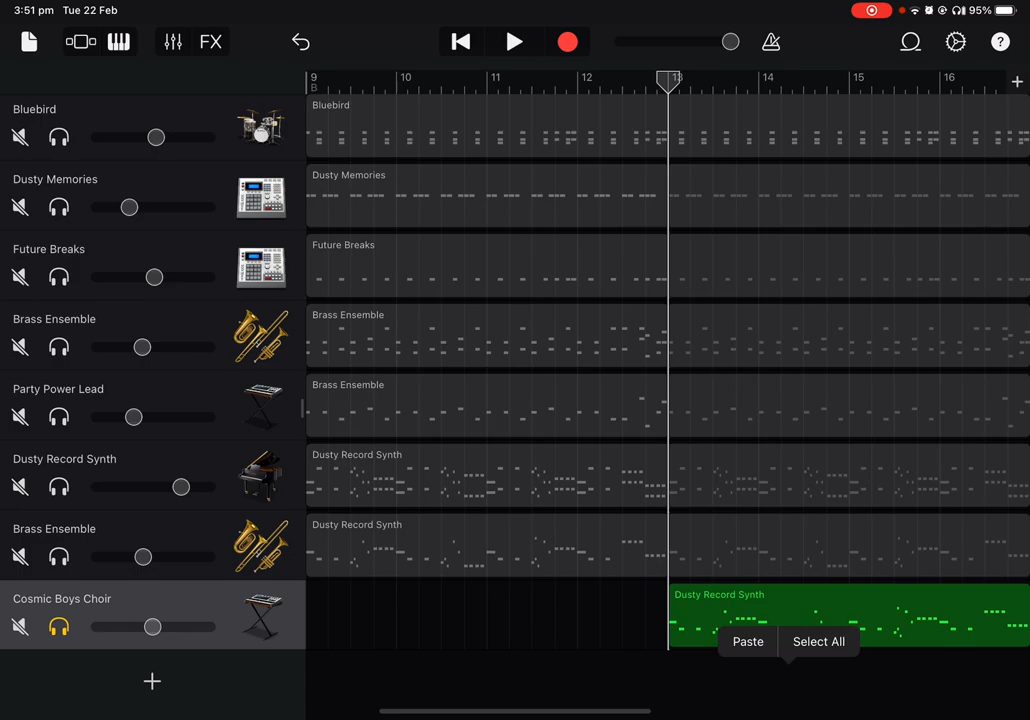 3:51 pm Tue 22 Feb
95%
FX
?
9
10
11
12
13
14
15
16
+
B
Bluebird
Bluebird
Dusty Memories
Dusty Memories
Future Breaks
Future Breaks
Brass Ensemble
Brass Ensemble
Party Power Lead
Brass Ensemble
Dusty Record Synth
Dusty Record Synth
Brass Ensemble
Dusty Record Synth
Cosmic Boys Choir
Dusty Record Synth
Paste
Select All
+